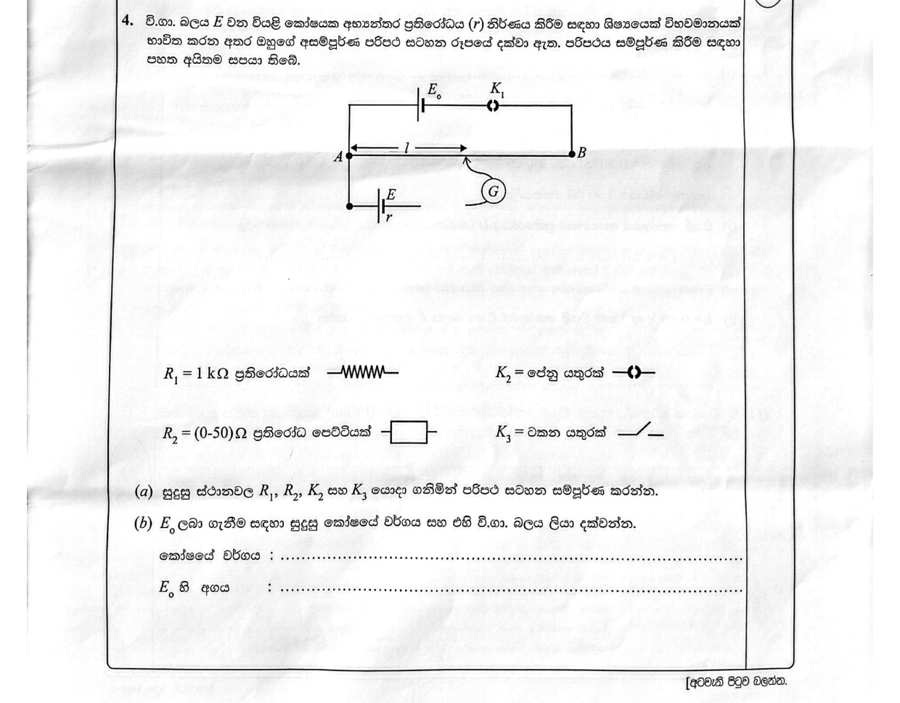 4. වි.ගා. බලය E වන වියළි කෝෂයක අභ්‍යන්තර ප්‍රතිරෝධය (r) නිර්ණය කිරීම සඳහා ශිෂ්‍යයෙක් විභවමානයක්
භාවිත කරන අතර ඔහුගේ අසම්පූර්ණ පරිපථ සටහන රූපයේ දක්වා ඇත. පරිපථය සම්පූර්ණ කිරීම සඳහා
පහත අයිතම සපයා තිබේ.
E₀ K₁
A l B
E G
r
R₁ = 1 kΩ ප්‍රතිරෝධයක් K₂ = පේනු යතුරක්
R₂ = (0-50)Ω ප්‍රතිරෝධ පෙට්ටියක් K₃ = ටකන යතුරක්
(a) සුදුසු ස්ථානවල R₁, R₂, K₂ සහ K₃ යොදා ගනිමින් පරිපථ සටහන සම්පූර්ණ කරන්න.
(b) E₀ ලබා ගැනීම සඳහා සුදුසු කෝෂයේ වර්ගය සහ එහි වි.ගා. බලය ලියා දක්වන්න.
කෝෂයේ වර්ගය : ................................................................
E₀ හි අගය : ................................................................
[අටවැනි පිටුව බලන්න.